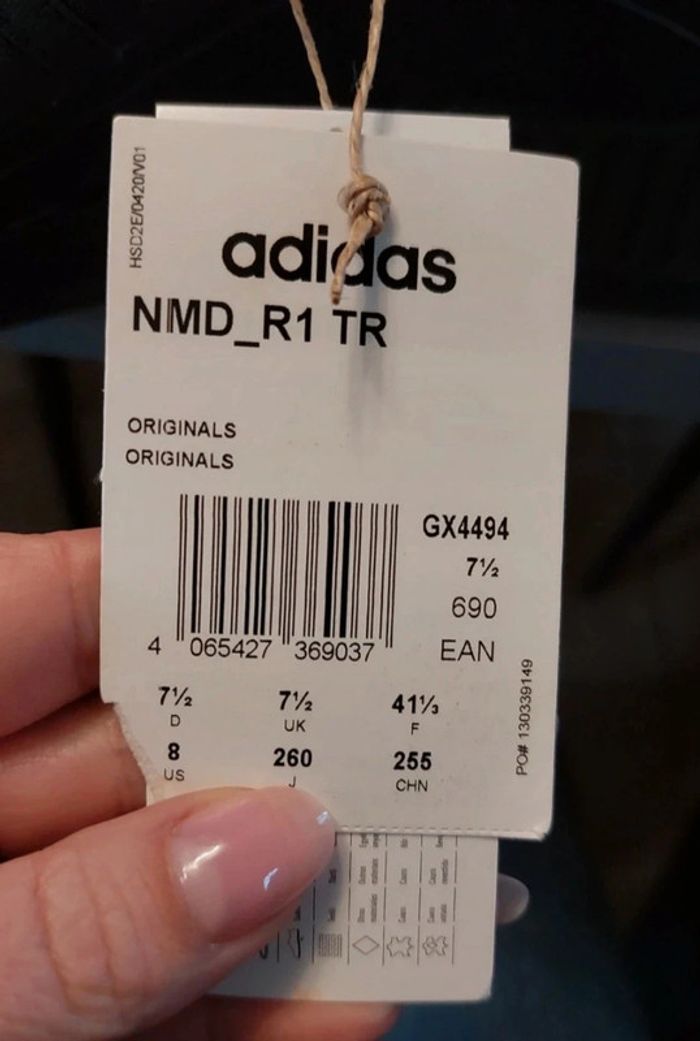 HSD2E/0420/V01
adidas
NMD_R1 TR
ORIGINALS
ORIGINALS
GX4494
7½
690
4 065427 369037
EAN
7½ 7½ 41⅓
D UK F
8 260 255
US J CHN
PO# 130339149